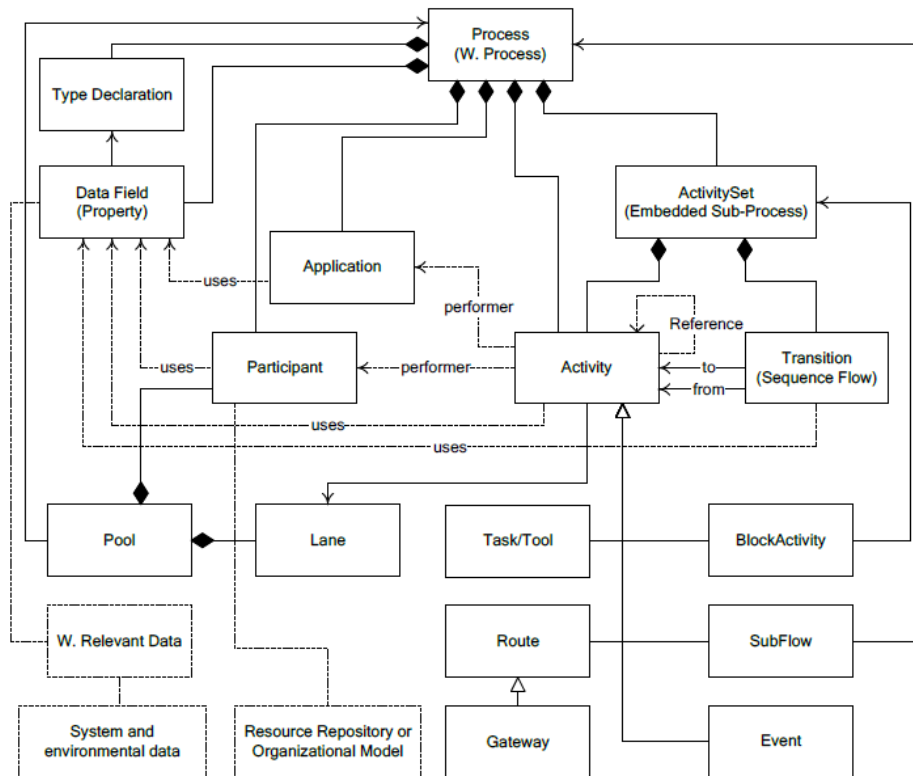 Process
(W. Process)
Type Declaration
Data Field
(Property)
ActivitySet
(Embedded Sub-Process)
Application
uses
performer
Reference
Participant
uses
performer
Activity
to
from
Transition
(Sequence Flow)
uses
uses
Pool
Lane
Task/Tool
BlockActivity
W. Relevant Data
Route
SubFlow
System and
environmental data
Resource Repository or
Organizational Model
Gateway
Event